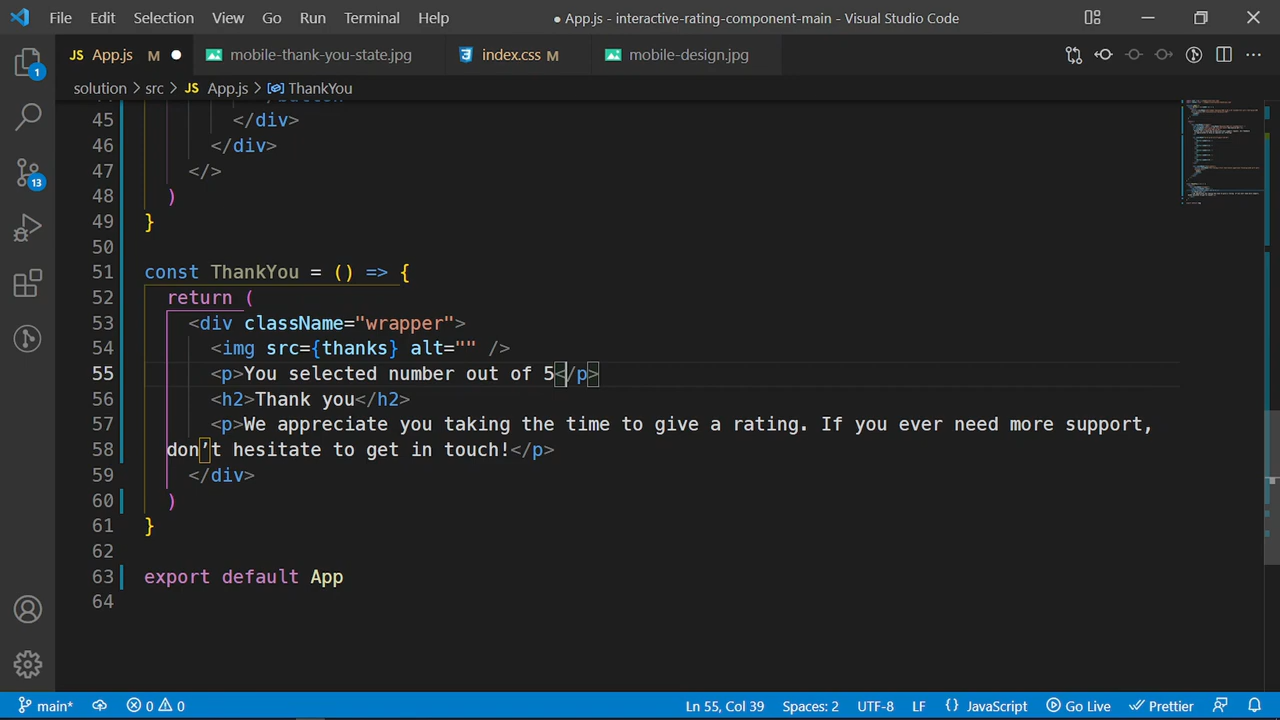 File Edit Selection View Go Run Terminal Help ● App.js - interactive-rating-component-main - Visual Studio Code
JS App.js M mobile-thank-you-state.jpg index.css M mobile-design.jpg
solution > src > JS App.js > ThankYou
1
13
45 </div>
46 </div>
47 </>
48 )
49 }
50
51 const ThankYou = () => {
52 return (
53 <div className="wrapper">
54 <img src={thanks} alt="" />
55 <p>You selected number out of 5</p>
56 <h2>Thank you</h2>
57 <p>We appreciate you taking the time to give a rating. If you ever need more support,
58 don’t hesitate to get in touch!</p>
59 </div>
60 )
61 }
62
63 export default App
64
main* 0 0 Ln 55, Col 39 Spaces: 2 UTF-8 LF {} JavaScript Go Live Prettier